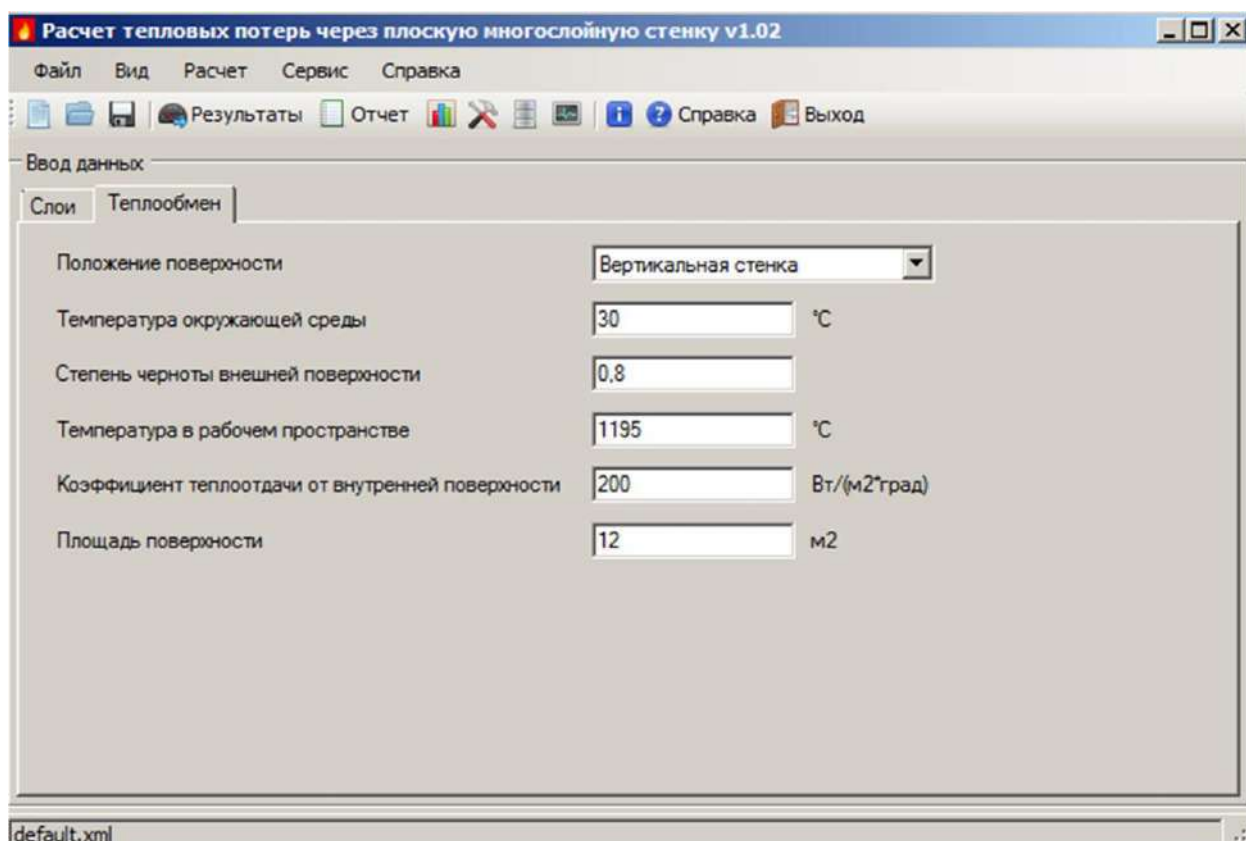 Расчет тепловых потерь через плоскую многослойную стенку v1.02
Файл Вид Расчет Сервис Справка
Результаты Отчет Справка Выход
Ввод данных
Слои Теплообмен
Положение поверхности Вертикальная стенка
Температура окружающей среды 30 °C
Степень черноты внешней поверхности 0,8
Температура в рабочем пространстве 1195 °C
Коэффициент теплоотдачи от внутренней поверхности 200 Вт/(м2*град)
Площадь поверхности 12 м2
default.xml